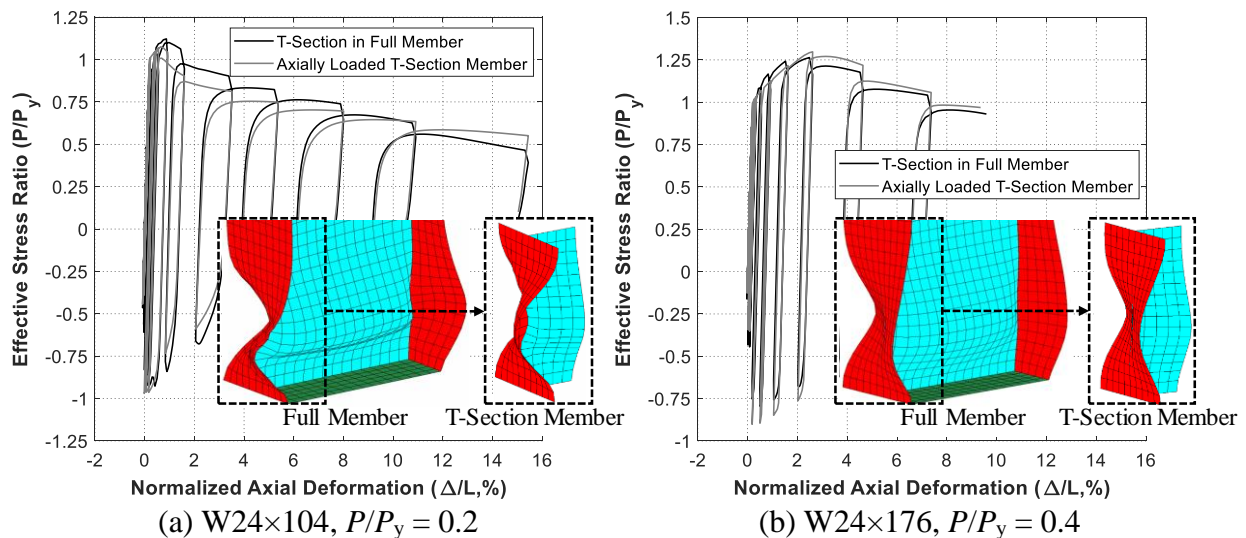 1.25
1
0.75
0.5
0.25
0
-0.25
-0.5
-0.75
-1
-1.25
Effective Stress Ratio (P/Py)
T-Section in Full Member
Axially Loaded T-Section Member
Full Member
T-Section Member
-2 0 2 4 6 8 10 12 14 16
Normalized Axial Deformation (Δ/L,%)
(a) W24×104, P/Py = 0.2
1.5
1.25
1
0.75
0.5
0.25
0
-0.25
-0.5
-0.75
-1
Effective Stress Ratio (P/Py)
T-Section in Full Member
Axially Loaded T-Section Member
Full Member
T-Section Member
-2 0 2 4 6 8 10 12 14 16
Normalized Axial Deformation (Δ/L,%)
(b) W24×176, P/Py = 0.4